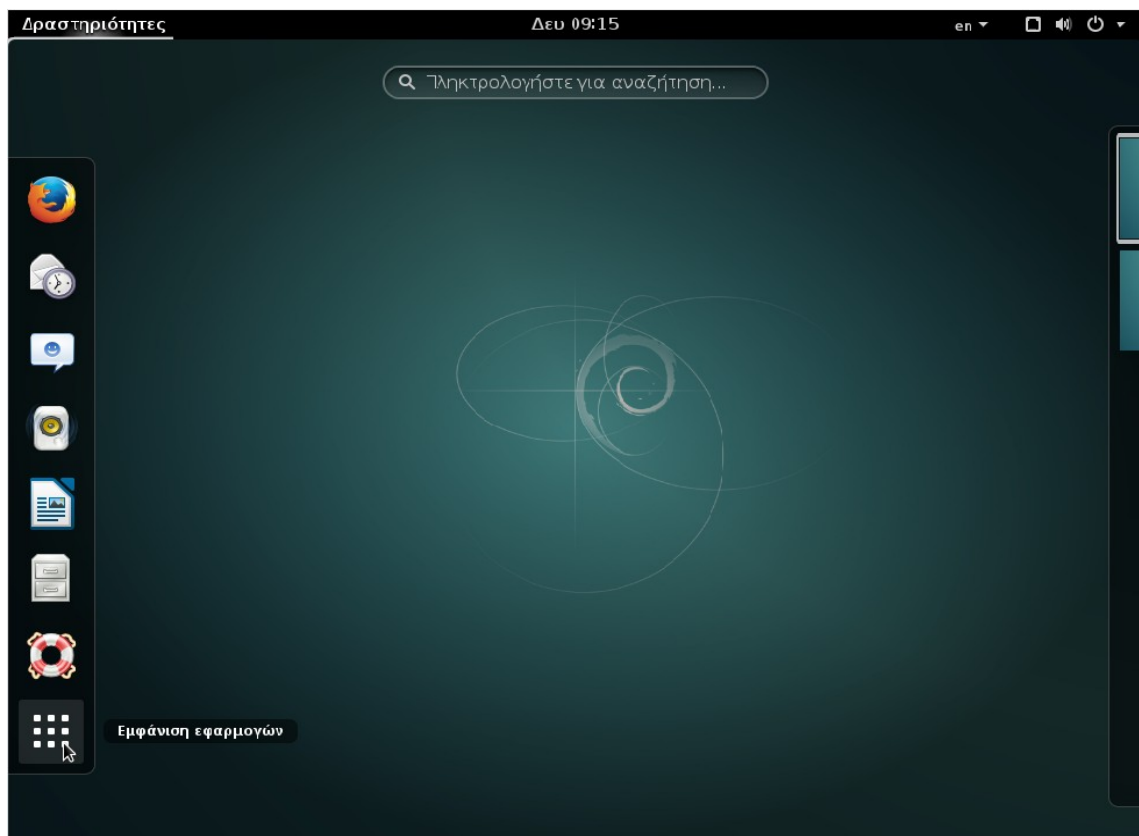 Δραστηριότητες
Δευ 09:15
en
Πληκτρολογήστε για αναζήτηση...
Εμφάνιση εφαρμογών